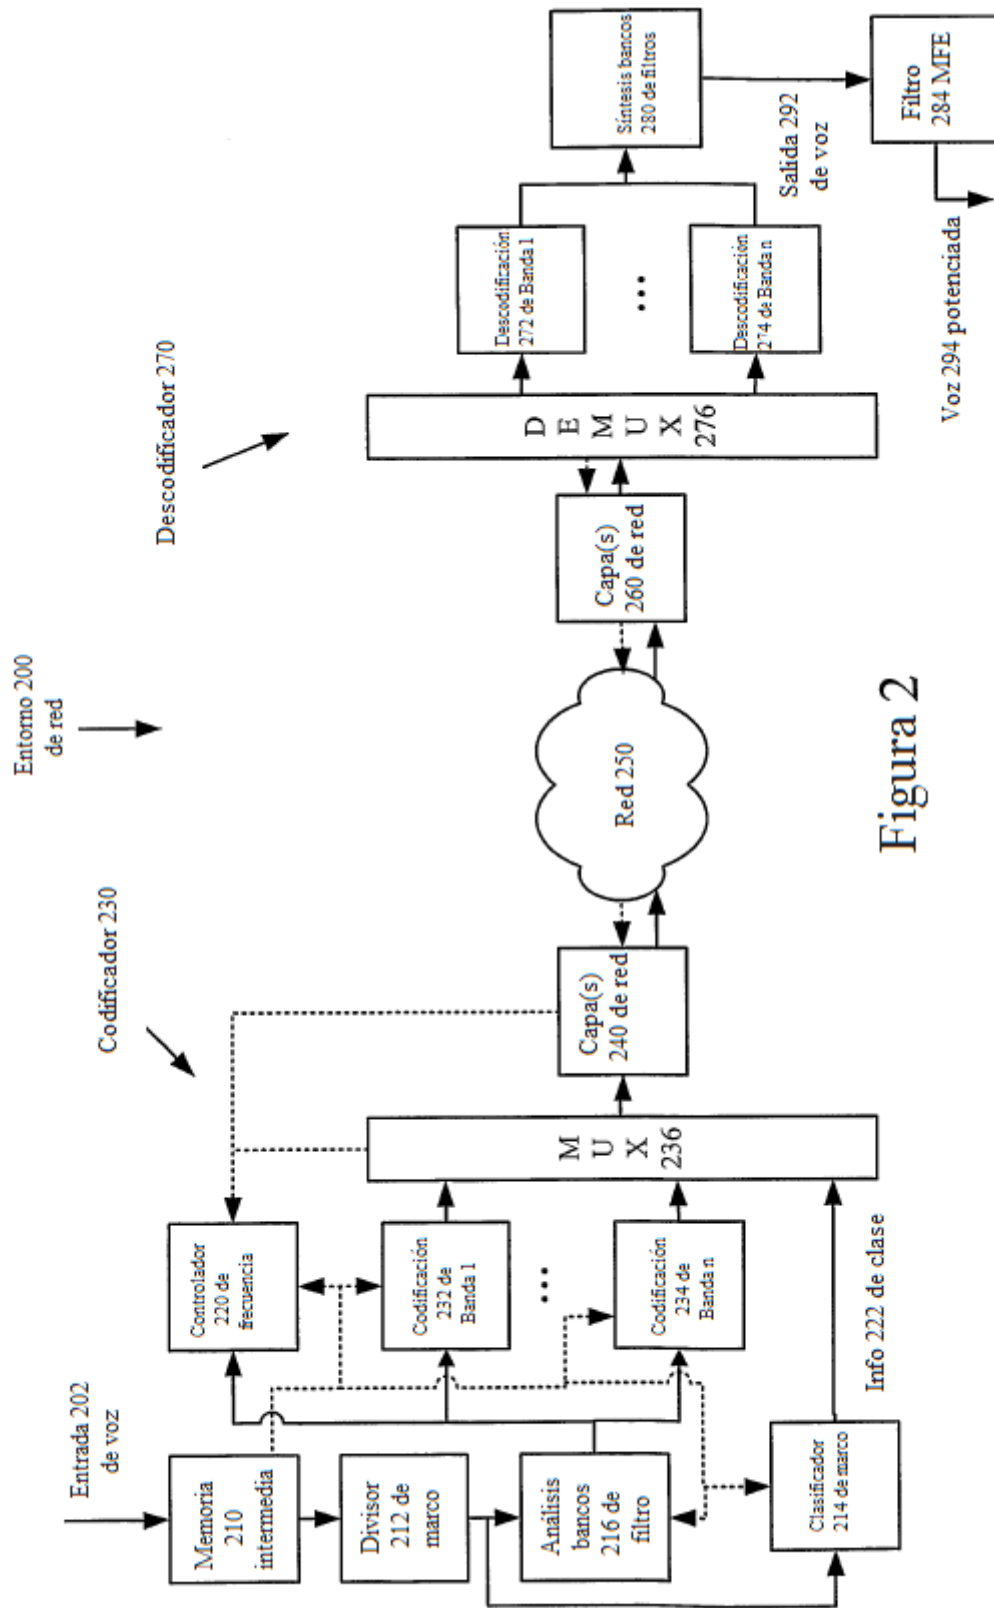 Entorno 200
de red
Codificador 230
Descodificador 270
Entrada 202
de voz
Memoria
210
intermedia
Divisor
212 de
marco
Análisis
bancos
216 de
filtro
Clasificador
214 de marco
Controlador
220 de
frecuencia
Codificación
232 de
Banda 1
...
Codificación
234 de
Banda n
Info 222 de clase
M
U
X
236
Capa(s)
240 de red
Red 250
Capa(s)
260 de red
D
E
M
U
X
276
Descodificación
272 de Banda 1
...
Descodificación
274 de Banda n
Síntesis bancos
280 de filtros
Salida 292
de voz
Filtro
284 MFE
Voz 294 potenciada
Figura 2